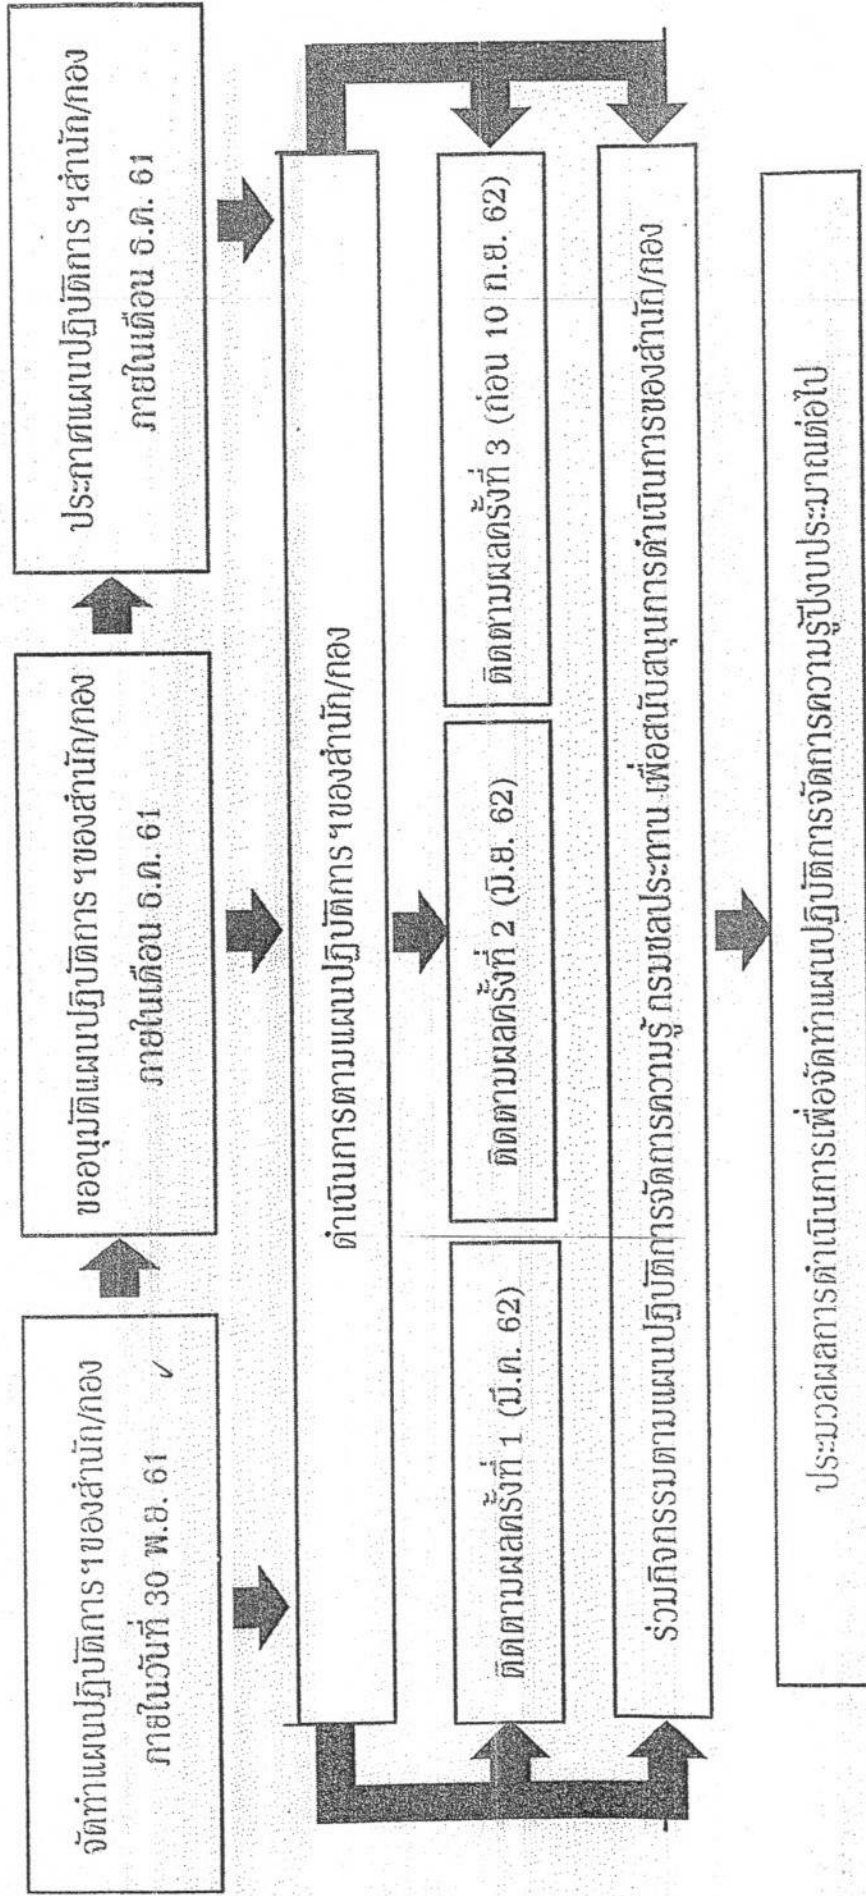 จัดทำแผนปฏิบัติการ ฯของสำนัก/กอง
ภายในวันที่ 30 พ.ย. 61 ✓
ขออนุมัติแผนปฏิบัติการ ฯของสำนัก/กอง
ภายในเดือน ธ.ค. 61
ประกาศแผนปฏิบัติการ ฯสำนัก/กอง
ภายในเดือน ธ.ค. 61
ดำเนินการตามแผนปฏิบัติการ ฯของสำนัก/กอง
ติดตามผลครั้งที่ 1 (มี.ค. 62)
ติดตามผลครั้งที่ 2 (มิ.ย. 62)
ติดตามผลครั้งที่ 3 (ก่อน 10 ก.ย. 62)
ร่วมกิจกรรมตามแผนปฏิบัติการจัดการความรู้ กรมชลประทาน เพื่อสนับสนุนการดำเนินการของสำนัก/กอง
ประมวลผลการดำเนินการเพื่อจัดทำแผนปฏิบัติการจัดการความรู้ปีงบประมาณต่อไป